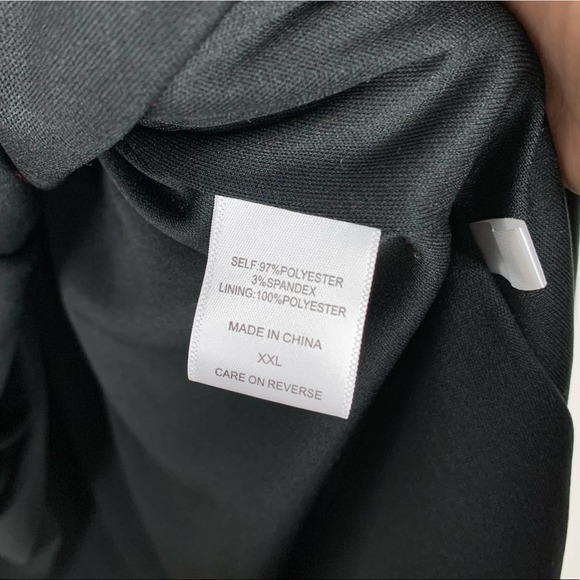 SELF:97%POLYESTER
3%SPANDEX
LINING:100%POLYESTER
MADE IN CHINA
XXL
CARE ON REVERSE